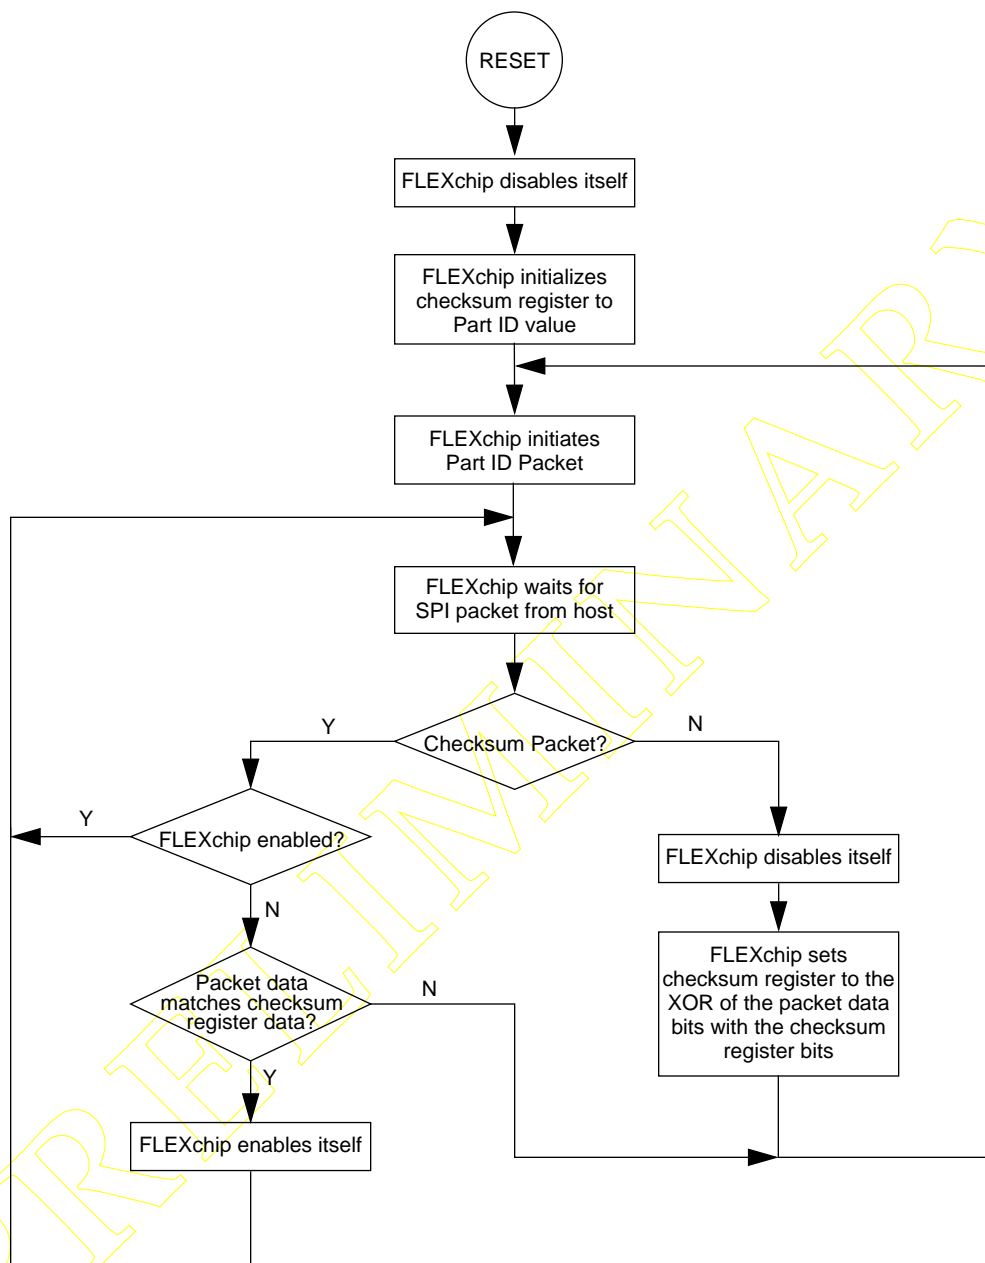 RESET
FLEXchip disables itself
FLEXchip initializes
checksum register to
Part ID value
FLEXchip initiates
Part ID Packet
FLEXchip waits for
SPI packet from host
Checksum Packet?
Y
N
FLEXchip enabled?
Y
N
FLEXchip disables itself
Packet data
matches checksum
register data?
N
Y
FLEXchip sets
checksum register to the
XOR of the packet data
bits with the checksum
register bits
FLEXchip enables itself
PRELIMINARY